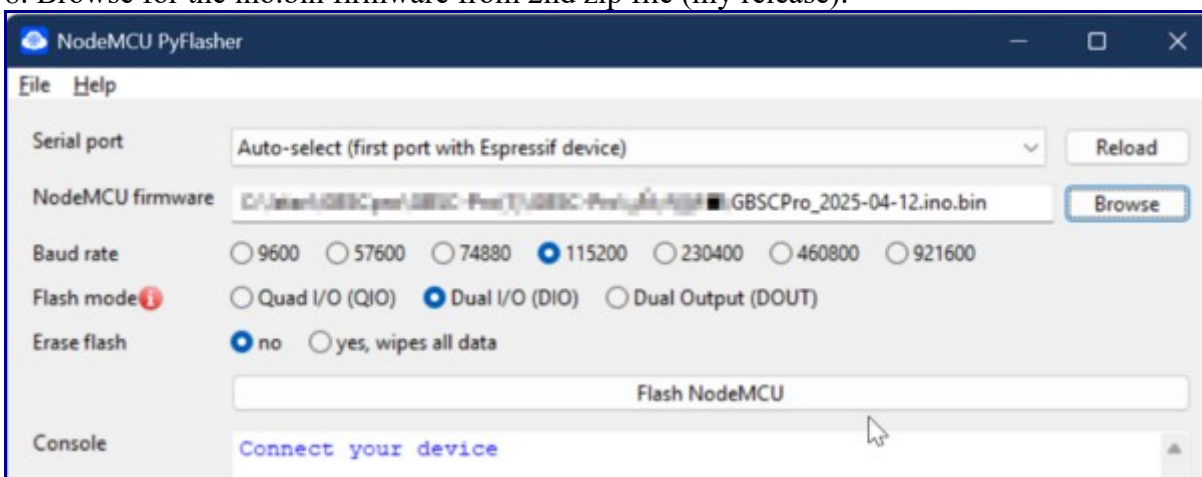 8. Browse for the ino.bin firmware from 2nd zip file (my release):
NodeMCU PyFlasher
File Help
Serial port Auto-select (first port with Espressif device) Reload
NodeMCU firmware GBSCPro_2025-04-12.ino.bin Browse
Baud rate 9600 57600 74880 115200 230400 460800 921600
Flash mode Quad I/O (QIO) Dual I/O (DIO) Dual Output (DOUT)
Erase flash no yes, wipes all data
Flash NodeMCU
Console Connect your device